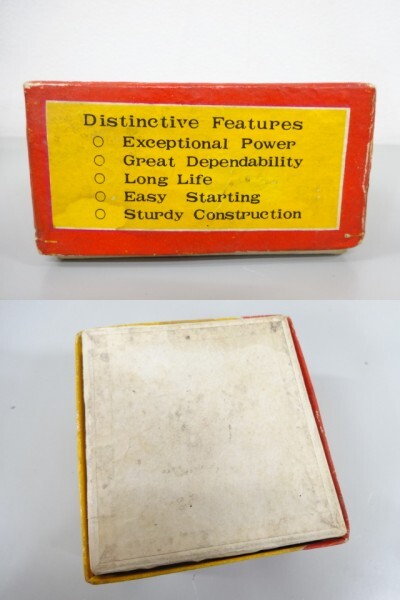 Distinctive Features
○ Exceptional Power
○ Great Dependability
○ Long Life
○ Easy Starting
○ Sturdy Construction